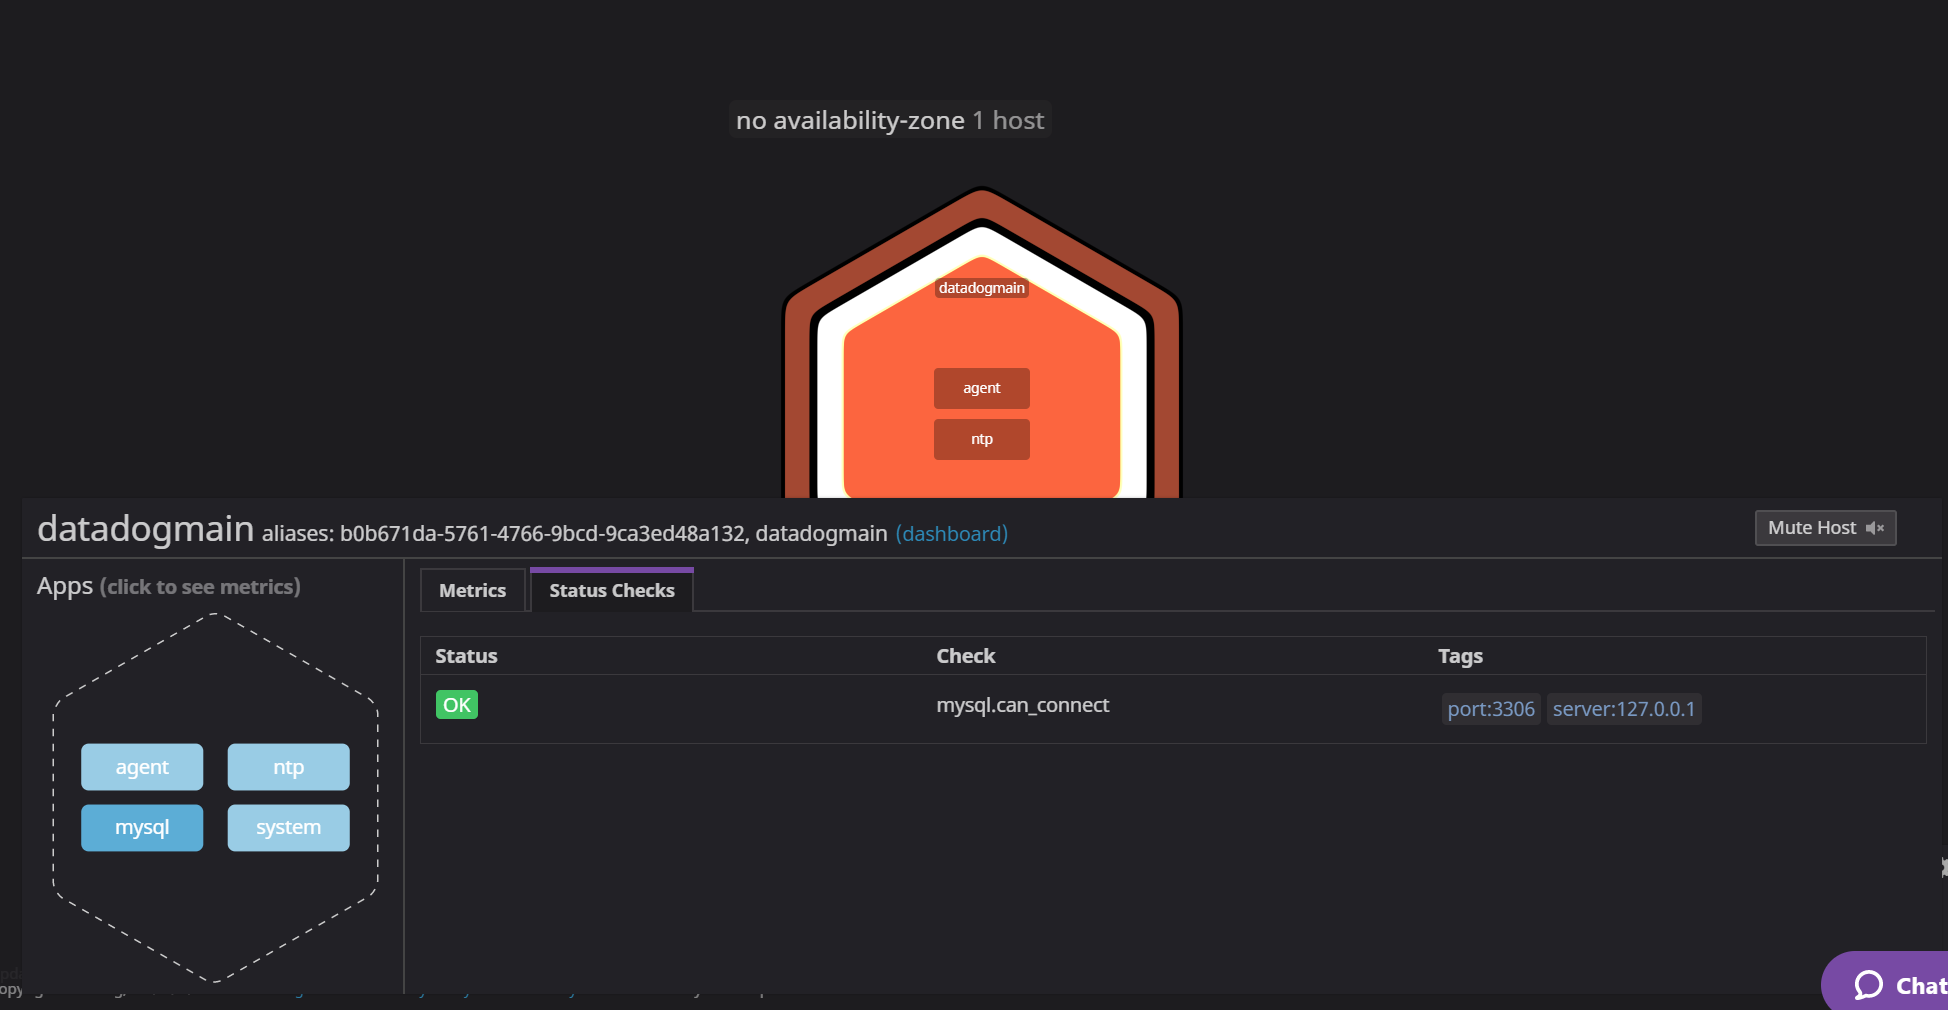 no availability-zone 1 host
datadogmain
agent
ntp
datadogmain aliases: b0b671da-5761-4766-9bcd-9ca3ed48a132, datadogmain (dashboard)
Mute Host
Apps (click to see metrics)
Metrics
Status Checks
Status Check Tags
OK mysql.can_connect port:3306 server:127.0.0.1
agent ntp
mysql system
Chat